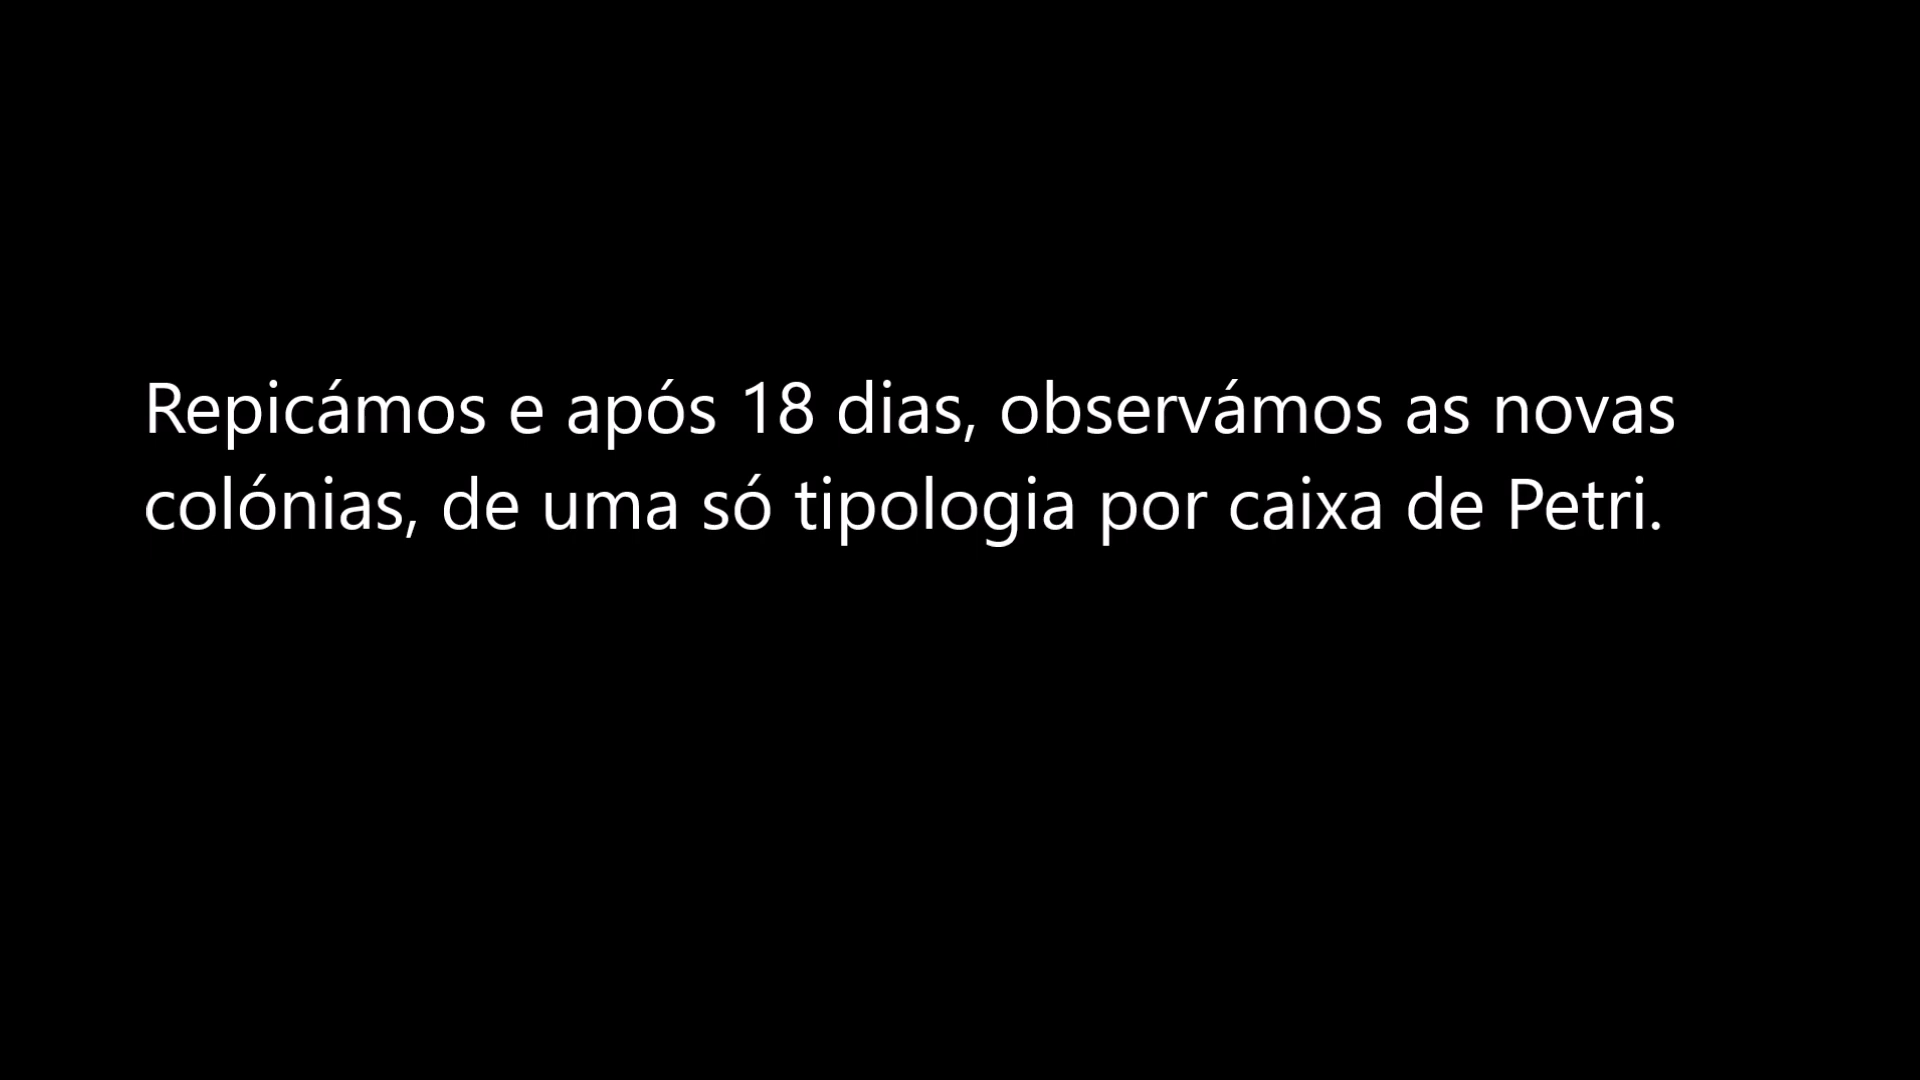 Repicámos e após 18 dias, observámos as novas
colónias, de uma só tipologia por caixa de Petri.